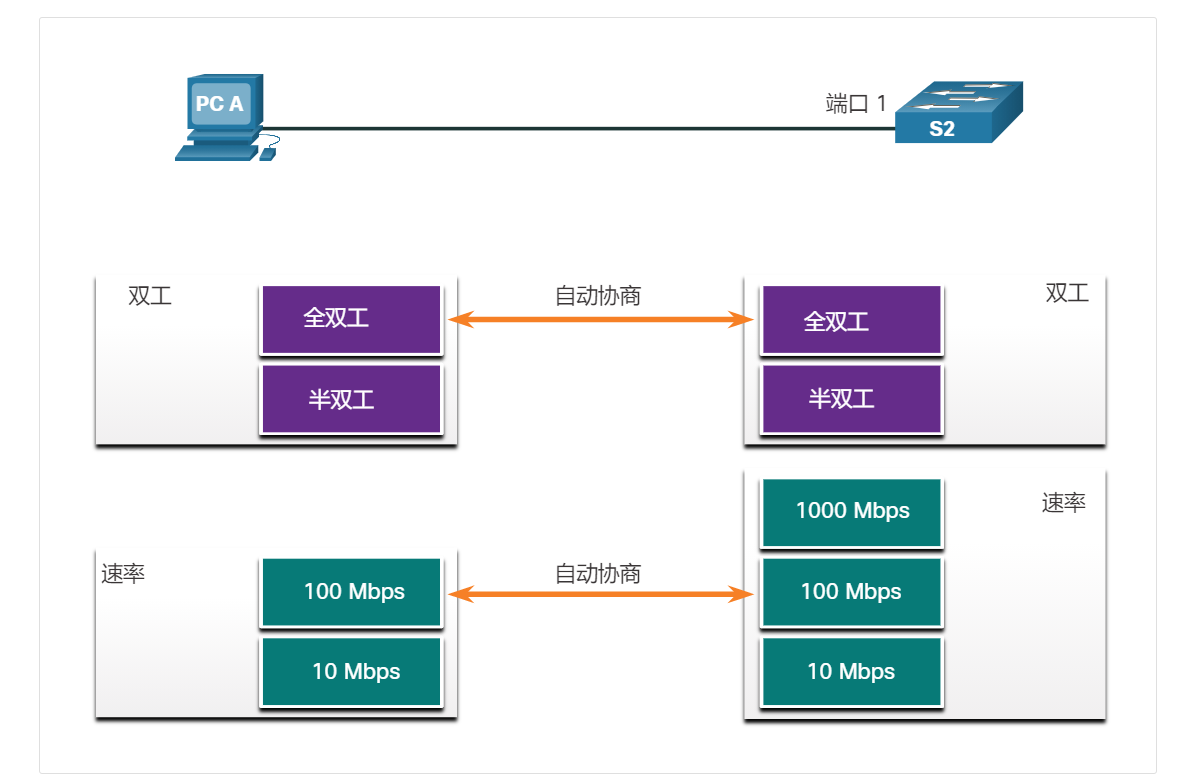 PC A
端口 1
S2
双工
全双工
半双工
自动协商
全双工
半双工
双工
速率
100 Mbps
10 Mbps
自动协商
1000 Mbps
100 Mbps
10 Mbps
速率